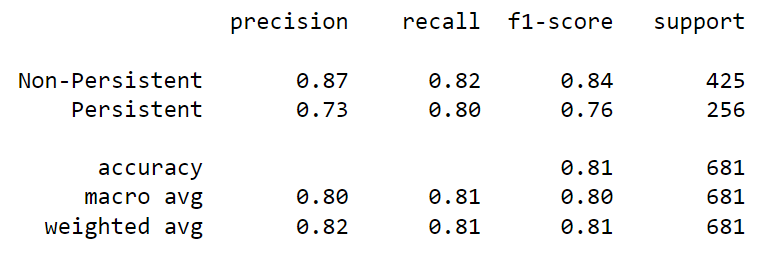 precision recall f1-score support
Non-Persistent 0.87 0.82 0.84 425
Persistent 0.73 0.80 0.76 256
accuracy 0.81 681
macro avg 0.80 0.81 0.80 681
weighted avg 0.82 0.81 0.81 681